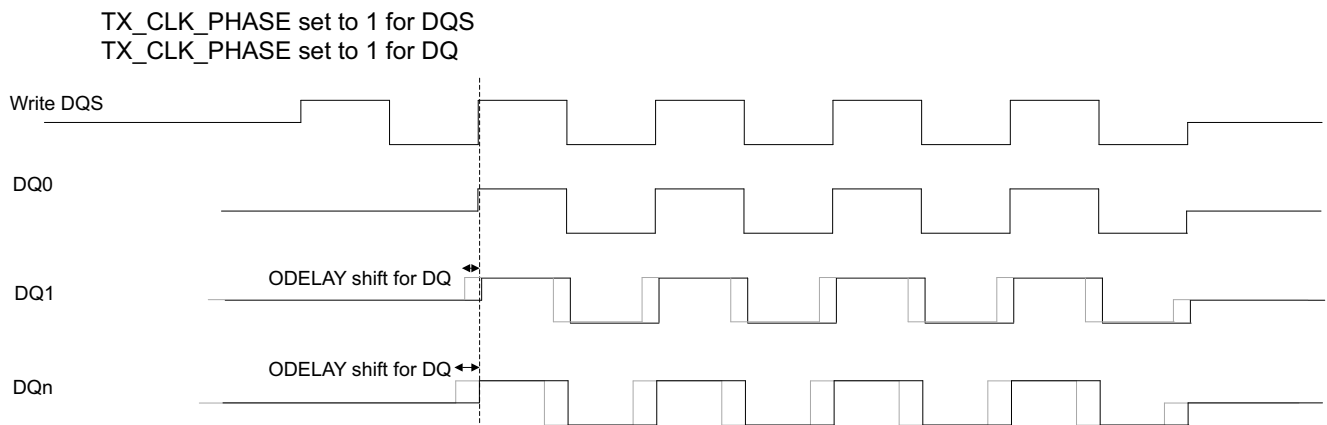 TX_CLK_PHASE set to 1 for DQS
TX_CLK_PHASE set to 1 for DQ
Write DQS
DQ0
ODELAY shift for DQ
DQ1
ODELAY shift for DQ
DQn